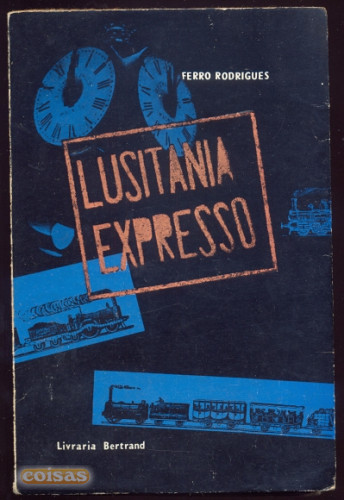 FERRO RODRIGUES
LUSITANIA
EXPRESSO
Livraria Bertrand
coisas